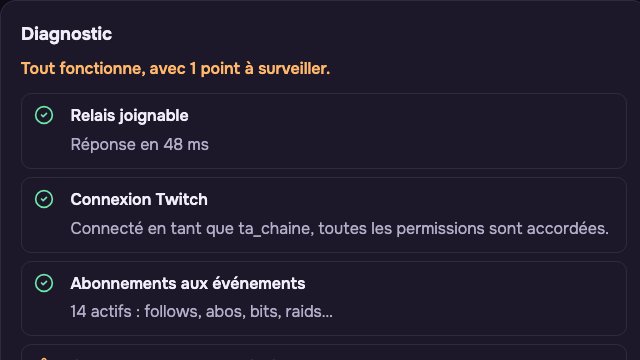 Diagnostic
Tout fonctionne, avec 1 point à surveiller.
Relais joignable
Réponse en 48 ms
Connexion Twitch
Connecté en tant que ta_chaine, toutes les permissions sont accordées.
Abonnements aux événements
14 actifs : follows, abos, bits, raids...